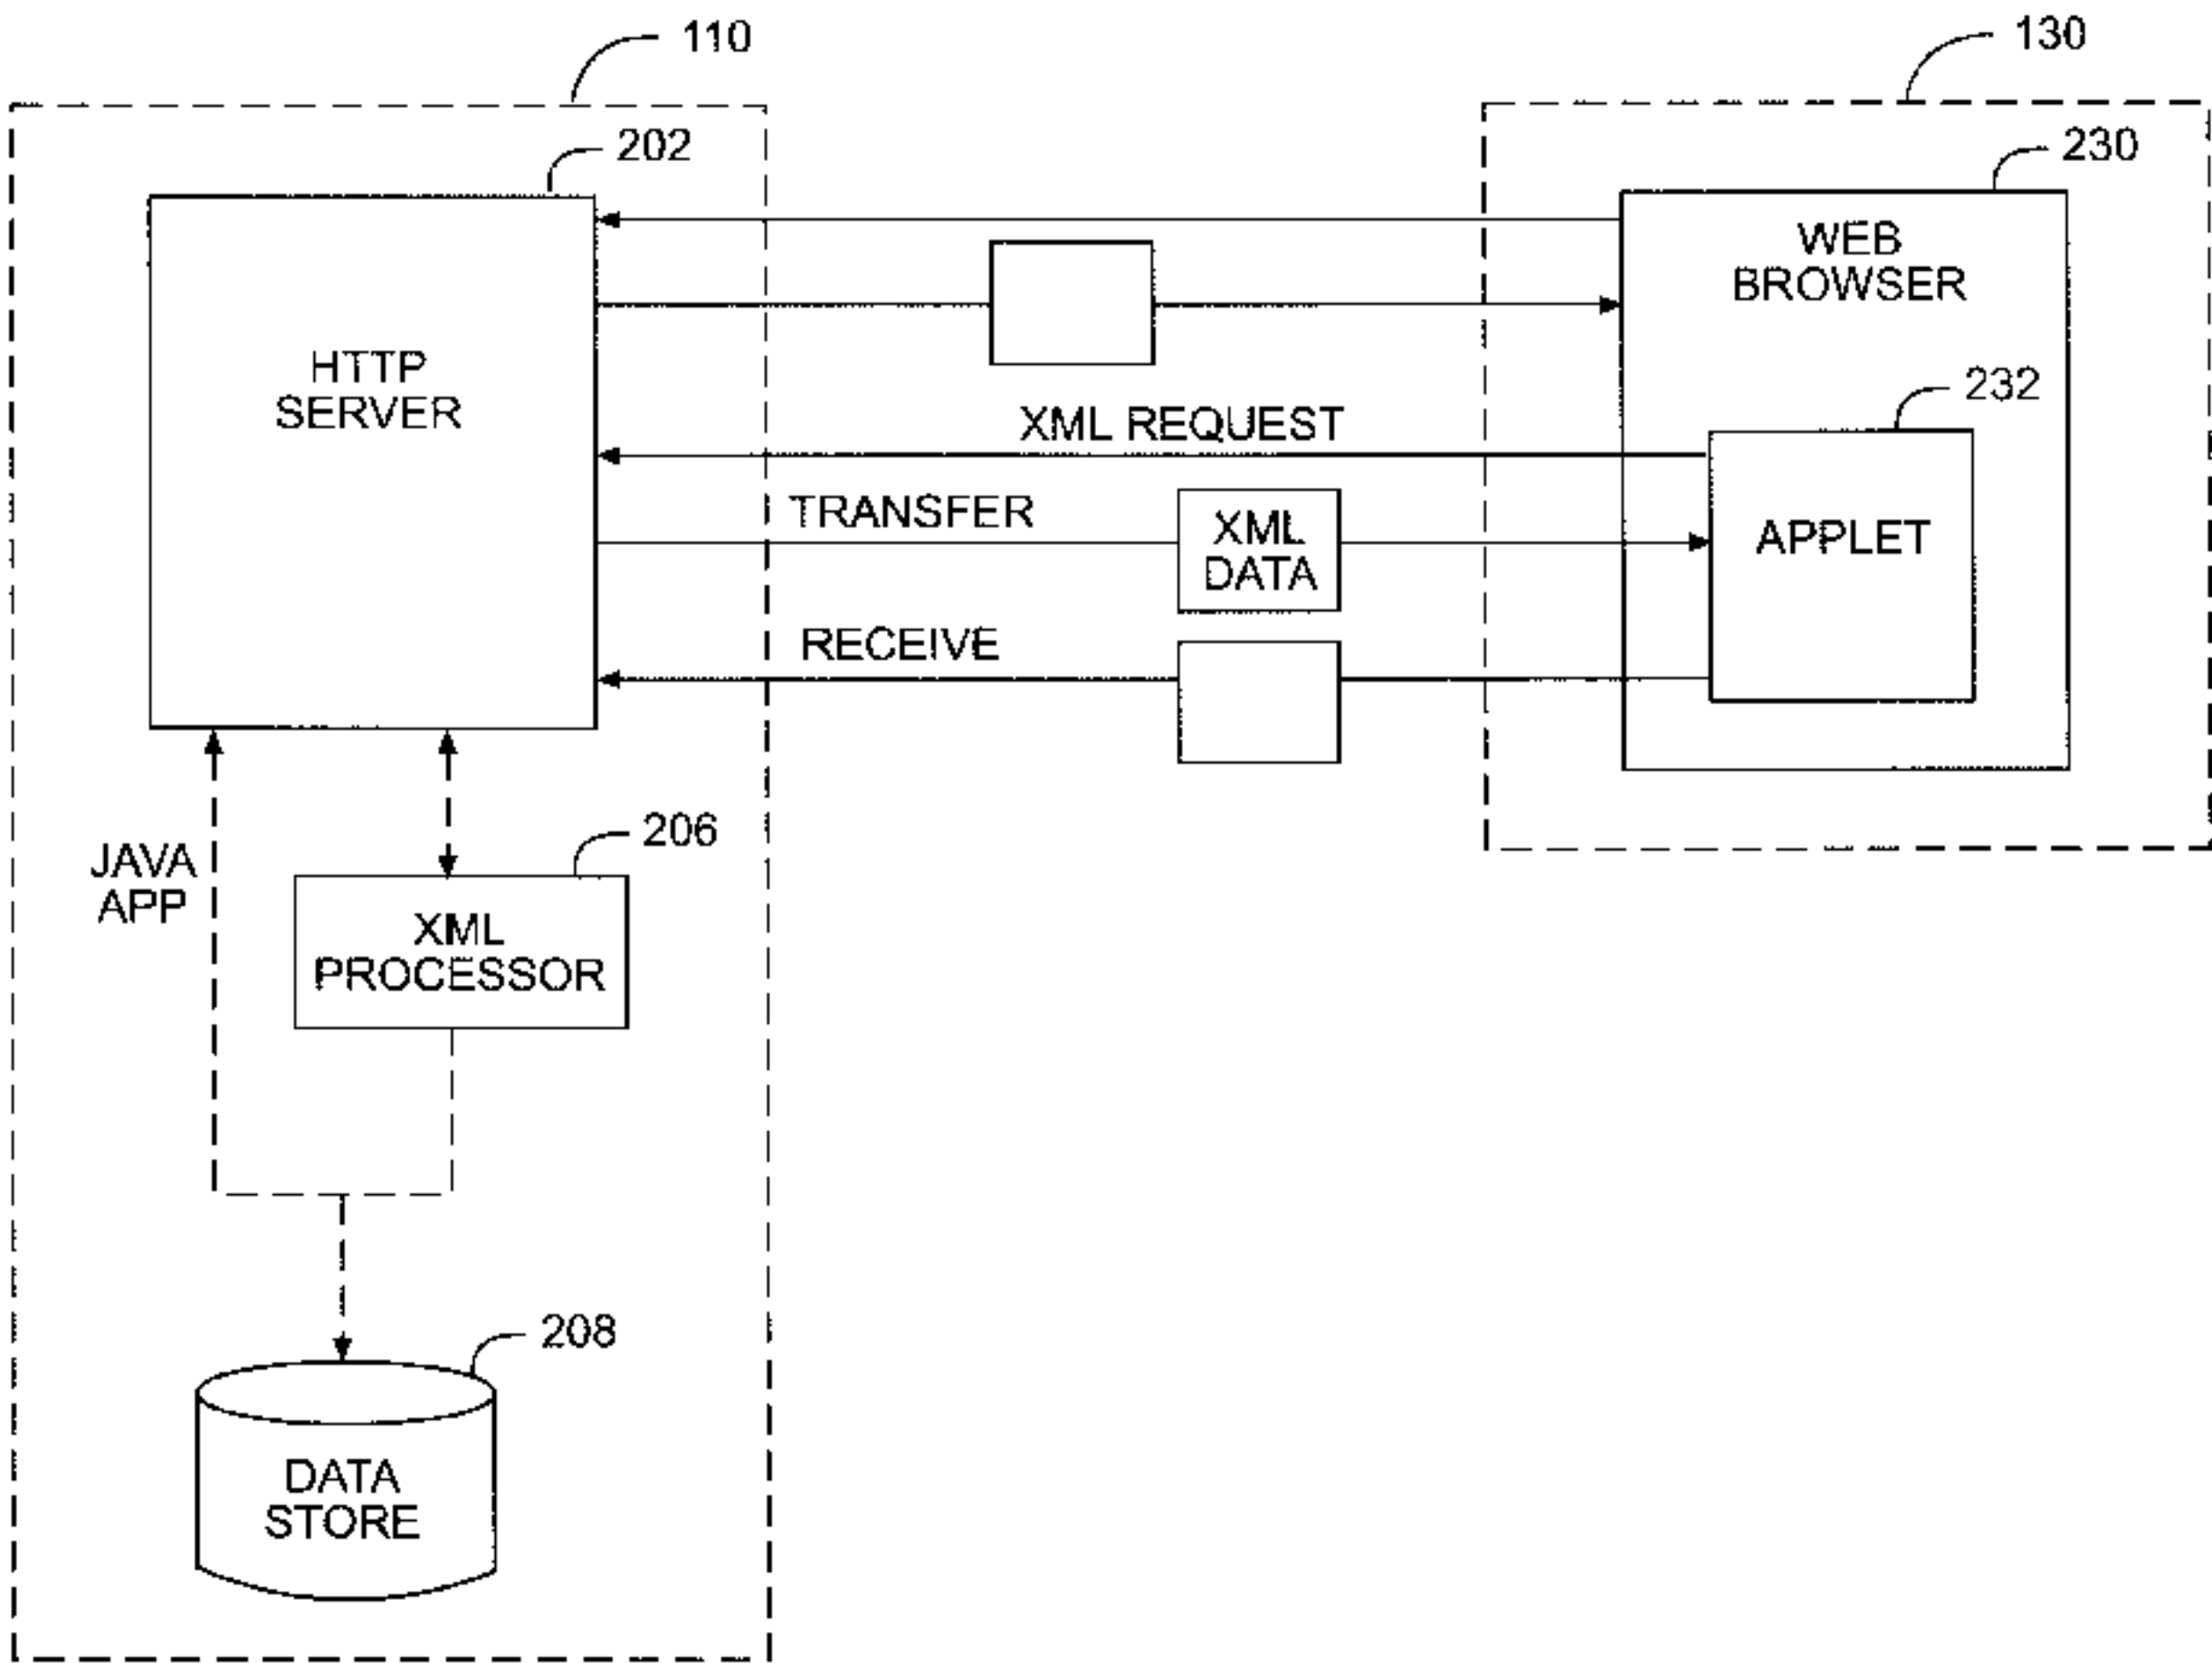 110
130
202
230
WEB
BROWSER
HTTP
SERVER
232
XML REQUEST
TRANSFER
XML
DATA
APPLET
RECEIVE
206
JAVA
APP
XML
PROCESSOR
208
DATA
STORE